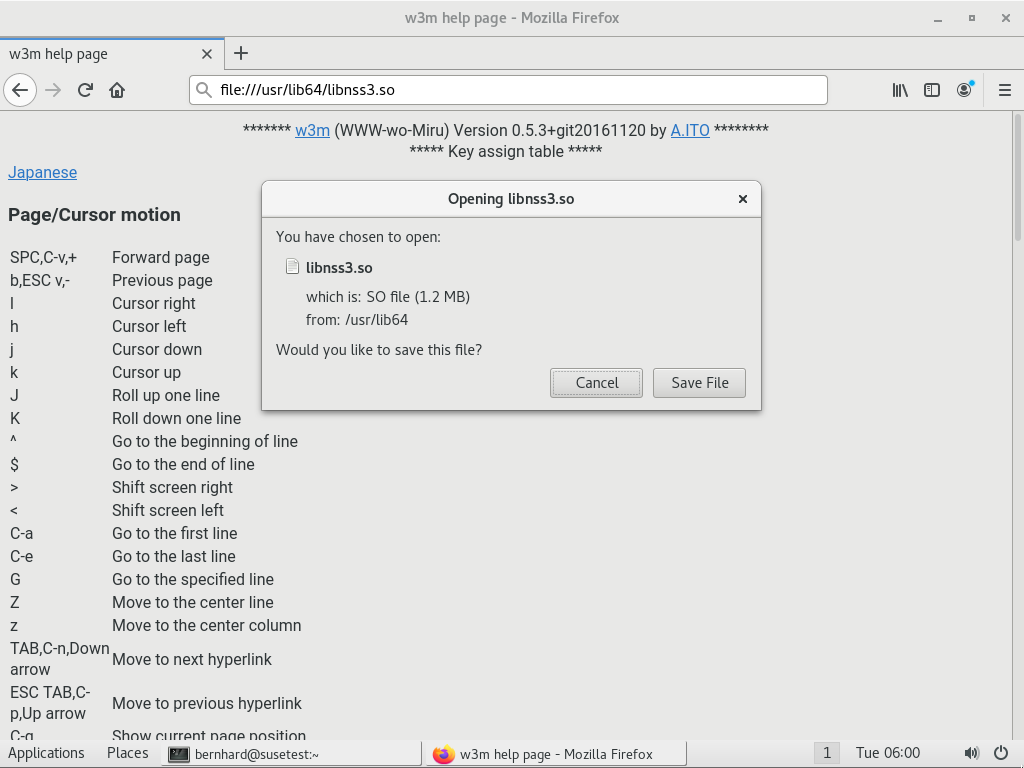 w3m help page - Mozilla Firefox
w3m help page
file:///usr/lib64/libnss3.so
******* w3m (WWW-wo-Miru) Version 0.5.3+git20161120 by A.ITO ********
***** Key assign table *****
Japanese
Page/Cursor motion
SPC,C-v,+ Forward page
b,ESC v,- Previous page
l Cursor right
h Cursor left
j Cursor down
k Cursor up
J Roll up one line
K Roll down one line
^ Go to the beginning of line
$ Go to the end of line
> Shift screen right
< Shift screen left
C-a Go to the first line
C-e Go to the last line
G Go to the specified line
Z Move to the center line
z Move to the center column
TAB,C-n,Down arrow Move to next hyperlink
ESC TAB,C-p,Up arrow Move to previous hyperlink
C-g Show current page position
Opening libnss3.so
You have chosen to open:
libnss3.so
which is: SO file (1.2 MB)
from: /usr/lib64
Would you like to save this file?
Cancel Save File
Applications Places bernhard@susetest:~ w3m help page - Mozilla Firefox 1 Tue 06:00